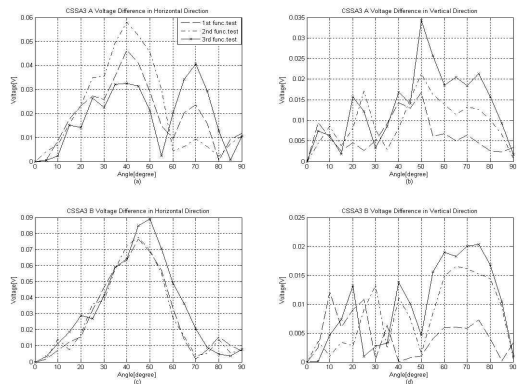 CSSA3 A Voltage Difference in Horizontal Direction
0.06
0.05
0.04
0.03
0.02
0.01
0
Voltage[V]
1st func.test
2nd func.test
3rd func.test
0 10 20 30 40 50 60 70 80 90
Angle[degree]
(a)
CSSA3 A Voltage Difference in Vertical Direction
0.035
0.03
0.025
0.02
0.015
0.01
0.005
0
Voltage[V]
0 10 20 30 40 50 60 70 80 90
Angle[degree]
(b)
CSSA3 B Voltage Difference in Horizontal Direction
0.09
0.08
0.07
0.06
0.05
0.04
0.03
0.02
0.01
0
Voltage[V]
0 10 20 30 40 50 60 70 80 90
Angle[degree]
(c)
CSSA3 B Voltage Difference in Vertical Direction
0.025
0.02
0.015
0.01
0.005
0
Voltage[V]
0 10 20 30 40 50 60 70 80 90
Angle[degree]
(d)